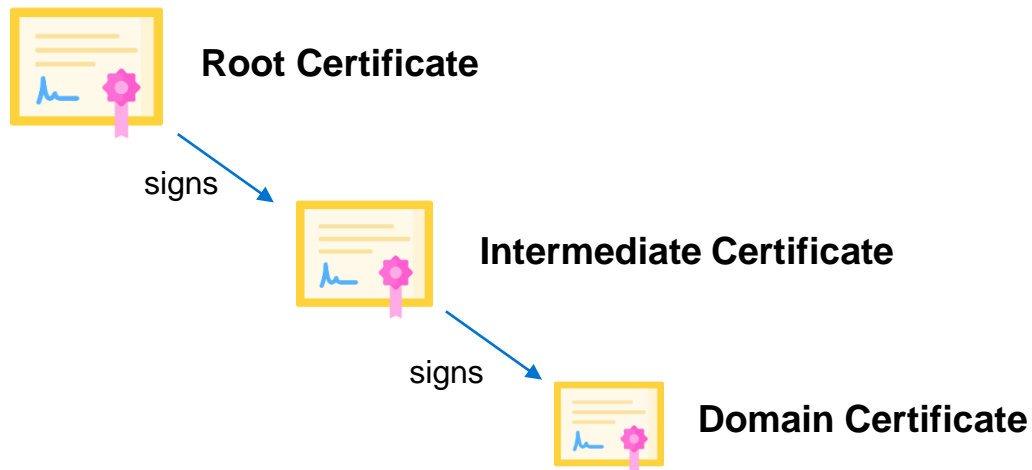 Root Certificate
signs
Intermediate Certificate
signs
Domain Certificate